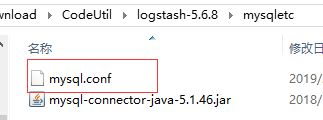 wnload › CodeUtil › logstash-5.6.8 › mysqletc
名称 修改日
mysql.conf 2019/
mysql-connector-java-5.1.46.jar 2018/